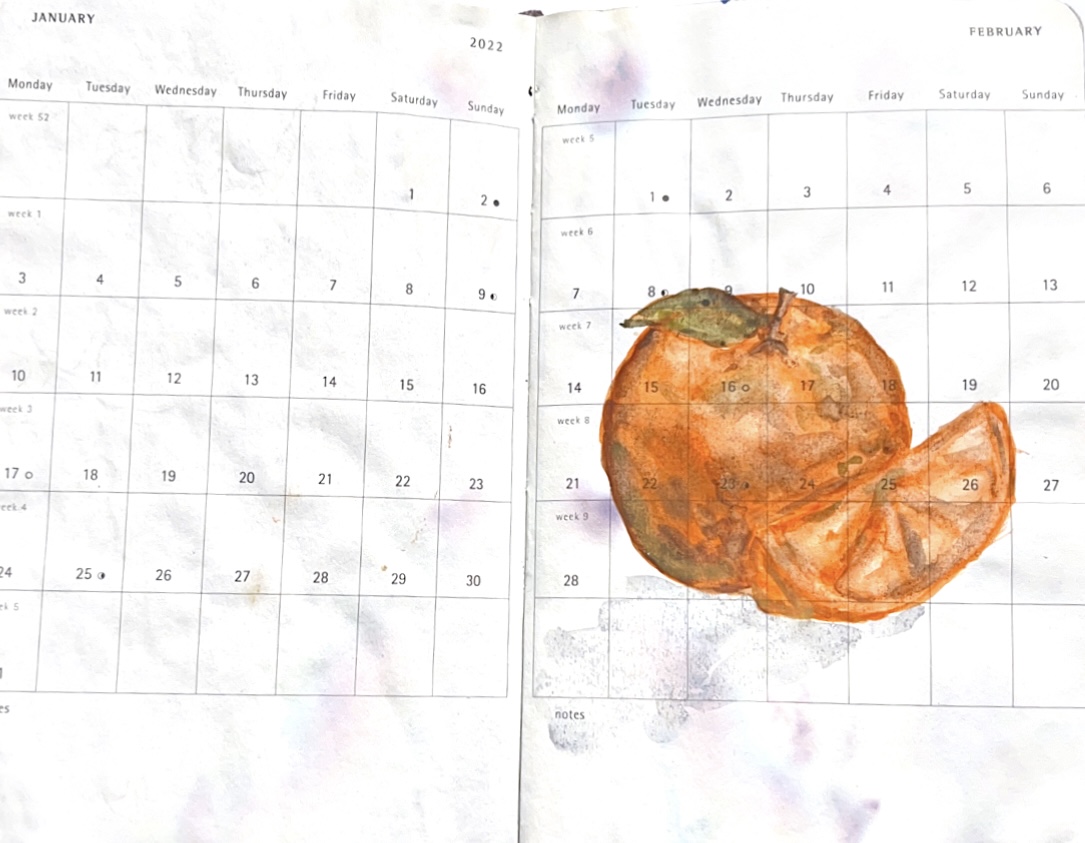 JANUARY
2022
Monday Tuesday Wednesday Thursday Friday Saturday Sunday
week 52
1 2
week 1
3 4 5 6 7 8 9
week 2
10 11 12 13 14 15 16
week 3
17 18 19 20 21 22 23
week 4
24 25 26 27 28 29 30
ek 5
es
FEBRUARY
Monday Tuesday Wednesday Thursday Friday Saturday Sunday
week 5
1 2 3 4 5 6
week 6
7 8 9 10 11 12 13
week 7
14 15 16 17 18 19 20
week 8
21 22 23 24 25 26 27
week 9
28
notes